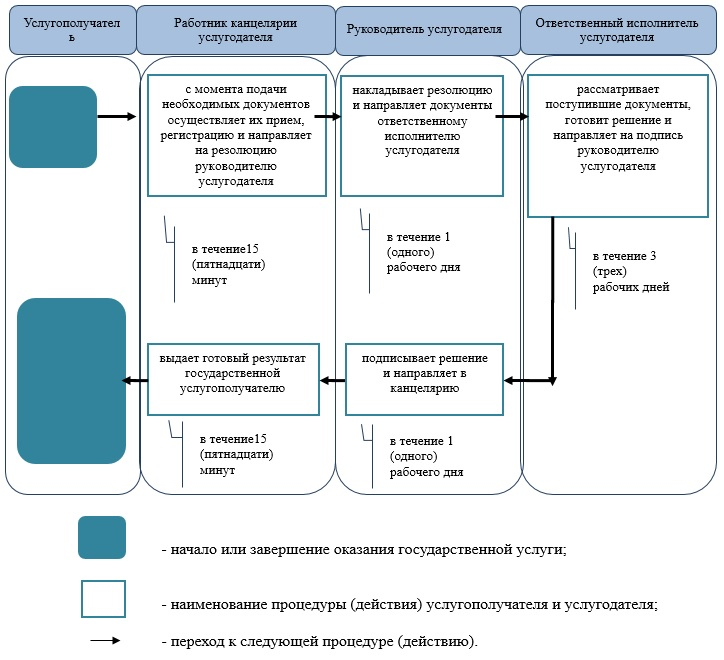 Услугополучател
ь
Работник канцелярии
услугодателя
Руководитель услугодателя
Ответственный исполнитель
услугодателя
с момента подачи
необходимых документов
осуществляет их прием,
регистрацию и направляет
на резолюцию
руководителю
услугодателя
накладывает резолюцию
и направляет документы
ответственному
исполнителю
услугодателя
рассматривает
поступившие документы,
готовит решение и
направляет на подпись
руководителю
услугодателя
в течение15
(пятнадцати)
минут
в течение 1
(одного)
рабочего дня
в течение 3
(трех)
рабочих дней
выдает готовый результат
государственной
услугополучателю
подписывает решение
и направляет в
канцелярию
в течение15
(пятнадцати)
минут
в течение 1
(одного)
рабочего дня
- начало или завершение оказания государственной услуги;
- наименование процедуры (действия) услугополучателя и услугодателя;
- переход к следующей процедуре (действию).